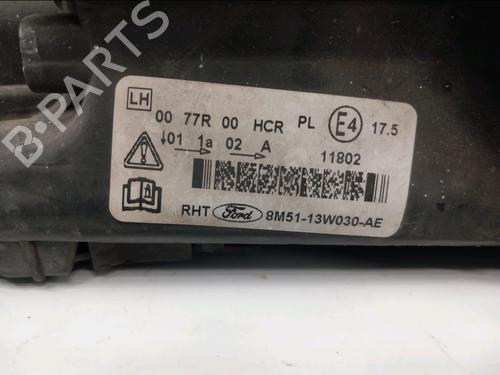 B-PARTS
LH 00 77R 00 HCR PL E4 17.5
↓01 1a 02 A 11802
RHT Ford 8M51-13W030-AE